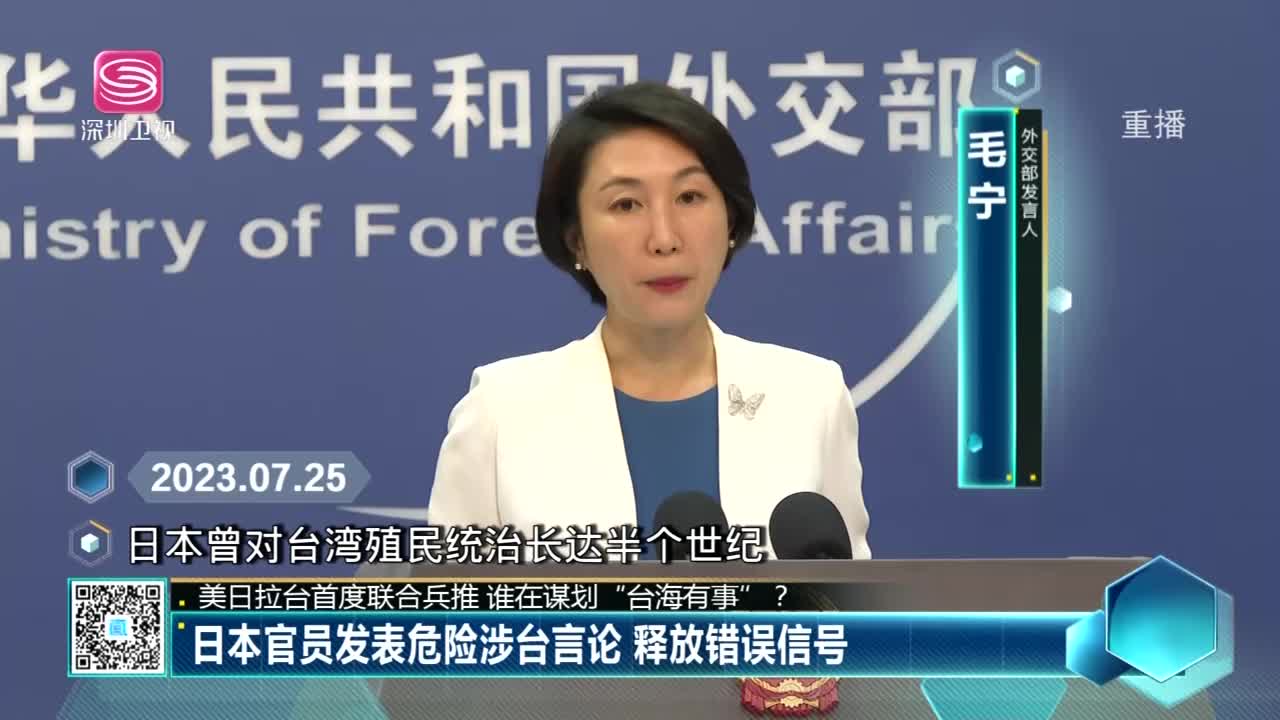 华人民共和国外交部
nistry of Fore Affairs
深圳卫视
重播
毛宁
外交部发言人
2023.07.25
日本曾对台湾殖民统治长达半个世纪
美日拉台首度联合兵推 谁在谋划“台海有事”？
日本官员发表危险涉台言论 释放错误信号